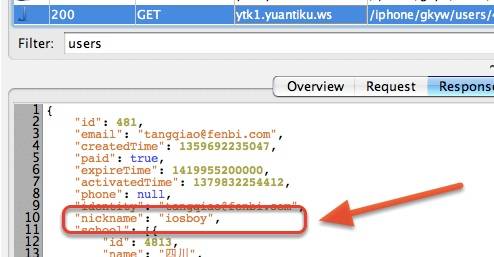 200 GET ytk1.yuantiku.ws /iphone/gkyw/users/
Filter: users
Overview Request Respons
1 {
2 "id": 481,
3 "email": "tangqiao@fenbi.com",
4 "createdTime": 1359692235047,
5 "paid": true,
6 "expireTime": 1419955200000,
7 "activatedTime": 1379832254412,
8 "phone": null,
9 "identity": "tangqiao@fenbi.com",
10 "nickname": "iosboy",
11 "school": [{
12 "id": 4813,
13 "name": "四川",